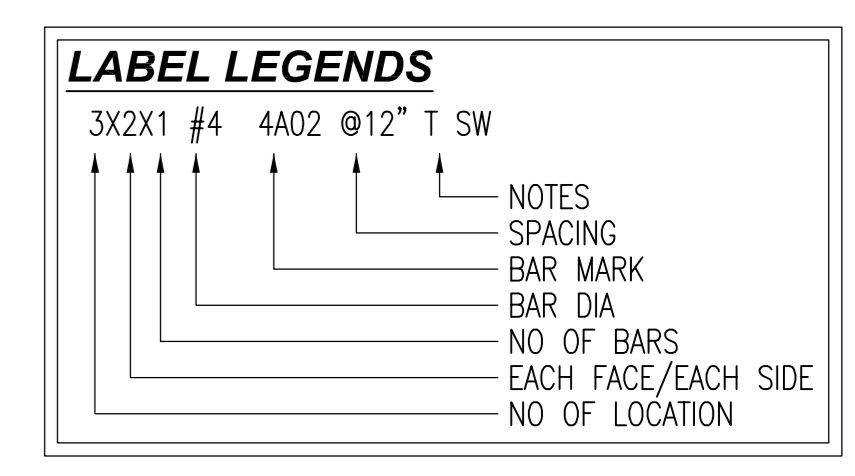 LABEL LEGENDS
3X2X1 #4 4A02 @12" T SW
NOTES
SPACING
BAR MARK
BAR DIA
NO OF BARS
EACH FACE/EACH SIDE
NO OF LOCATION